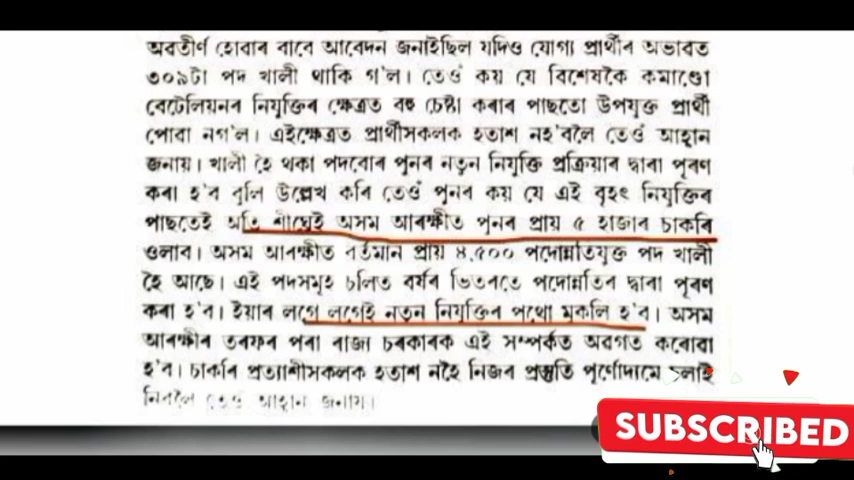 অৱতীৰ্ণ হোৱাৰ বাবে আবেদন জনাইছিল যদিও যোগ্য প্ৰাৰ্থীৰ অভাৱত
৩০৯টা পদ খালী থাকি গ'ল। তেওঁ কয় যে বিশেষকৈ কমাণ্ডো
বেটেলিয়নৰ নিযুক্তিৰ ক্ষেত্ৰত বহু চেষ্টা কৰাৰ পাছতো উপযুক্ত প্ৰাৰ্থী
পোৱা নগ'ল। এইক্ষেত্ৰত প্ৰাৰ্থীসকলক হতাশ নহ'বলৈ তেওঁ আহ্বান
জনায়। খালী হৈ থকা পদবোৰ পুনৰ নতুন নিযুক্তি প্ৰক্ৰিয়াৰ দ্বাৰা পূৰণ
কৰা হ'ব বুলি উল্লেখ কৰি তেওঁ পুনৰ কয় যে এই বৃহৎ নিযুক্তিৰ
পাছতেই অতি শীঘ্ৰেই অসম আৰক্ষীত পুনৰ প্ৰায় ৫ হাজাৰ চাকৰি
ওলাব। অসম আৰক্ষীত বৰ্তমান প্ৰায় ৪,৫০০ পদোন্নতিযুক্ত পদ খালী
হৈ আছে। এই পদসমূহ চলিত বৰ্ষৰ ভিতৰতে পদোন্নতিৰ দ্বাৰা পূৰণ
কৰা হ'ব। ইয়াৰ লগে লগেই নতুন নিযুক্তিৰ পথো মুকলি হ'ব। অসম
আৰক্ষীৰ তৰফৰ পৰা ৰাজ্য চৰকাৰক এই সম্পৰ্কত অৱগত কৰোৱা
হ'ব। চাকৰি প্ৰত্যাশীসকলক হতাশ নহৈ নিজৰ প্ৰস্তুতি পূৰ্ণোদ্যমে চলাই
নিবলৈ তেওঁ আহ্বান জনায়।
SUBSCRIBED